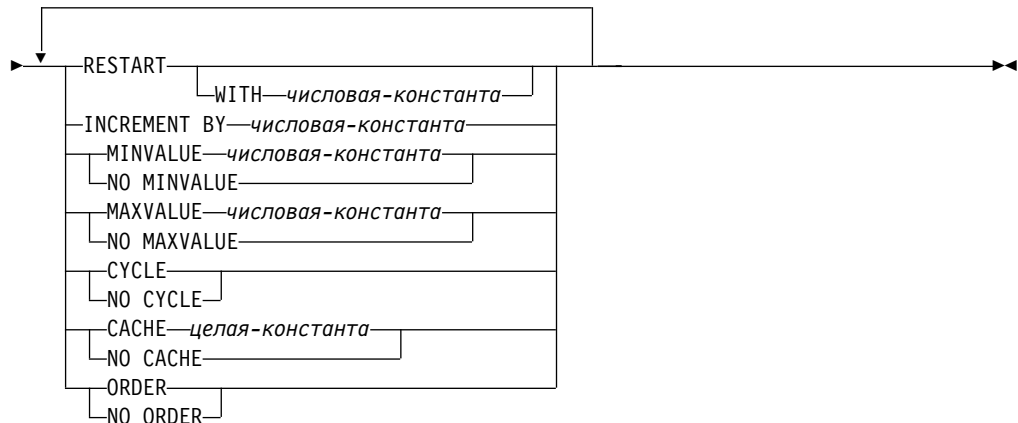 RESTART
WITH числовая-константа
INCREMENT BY числовая-константа
MINVALUE числовая-константа
NO MINVALUE
MAXVALUE числовая-константа
NO MAXVALUE
CYCLE
NO CYCLE
CACHE целая-константа
NO CACHE
ORDER
NO ORDER